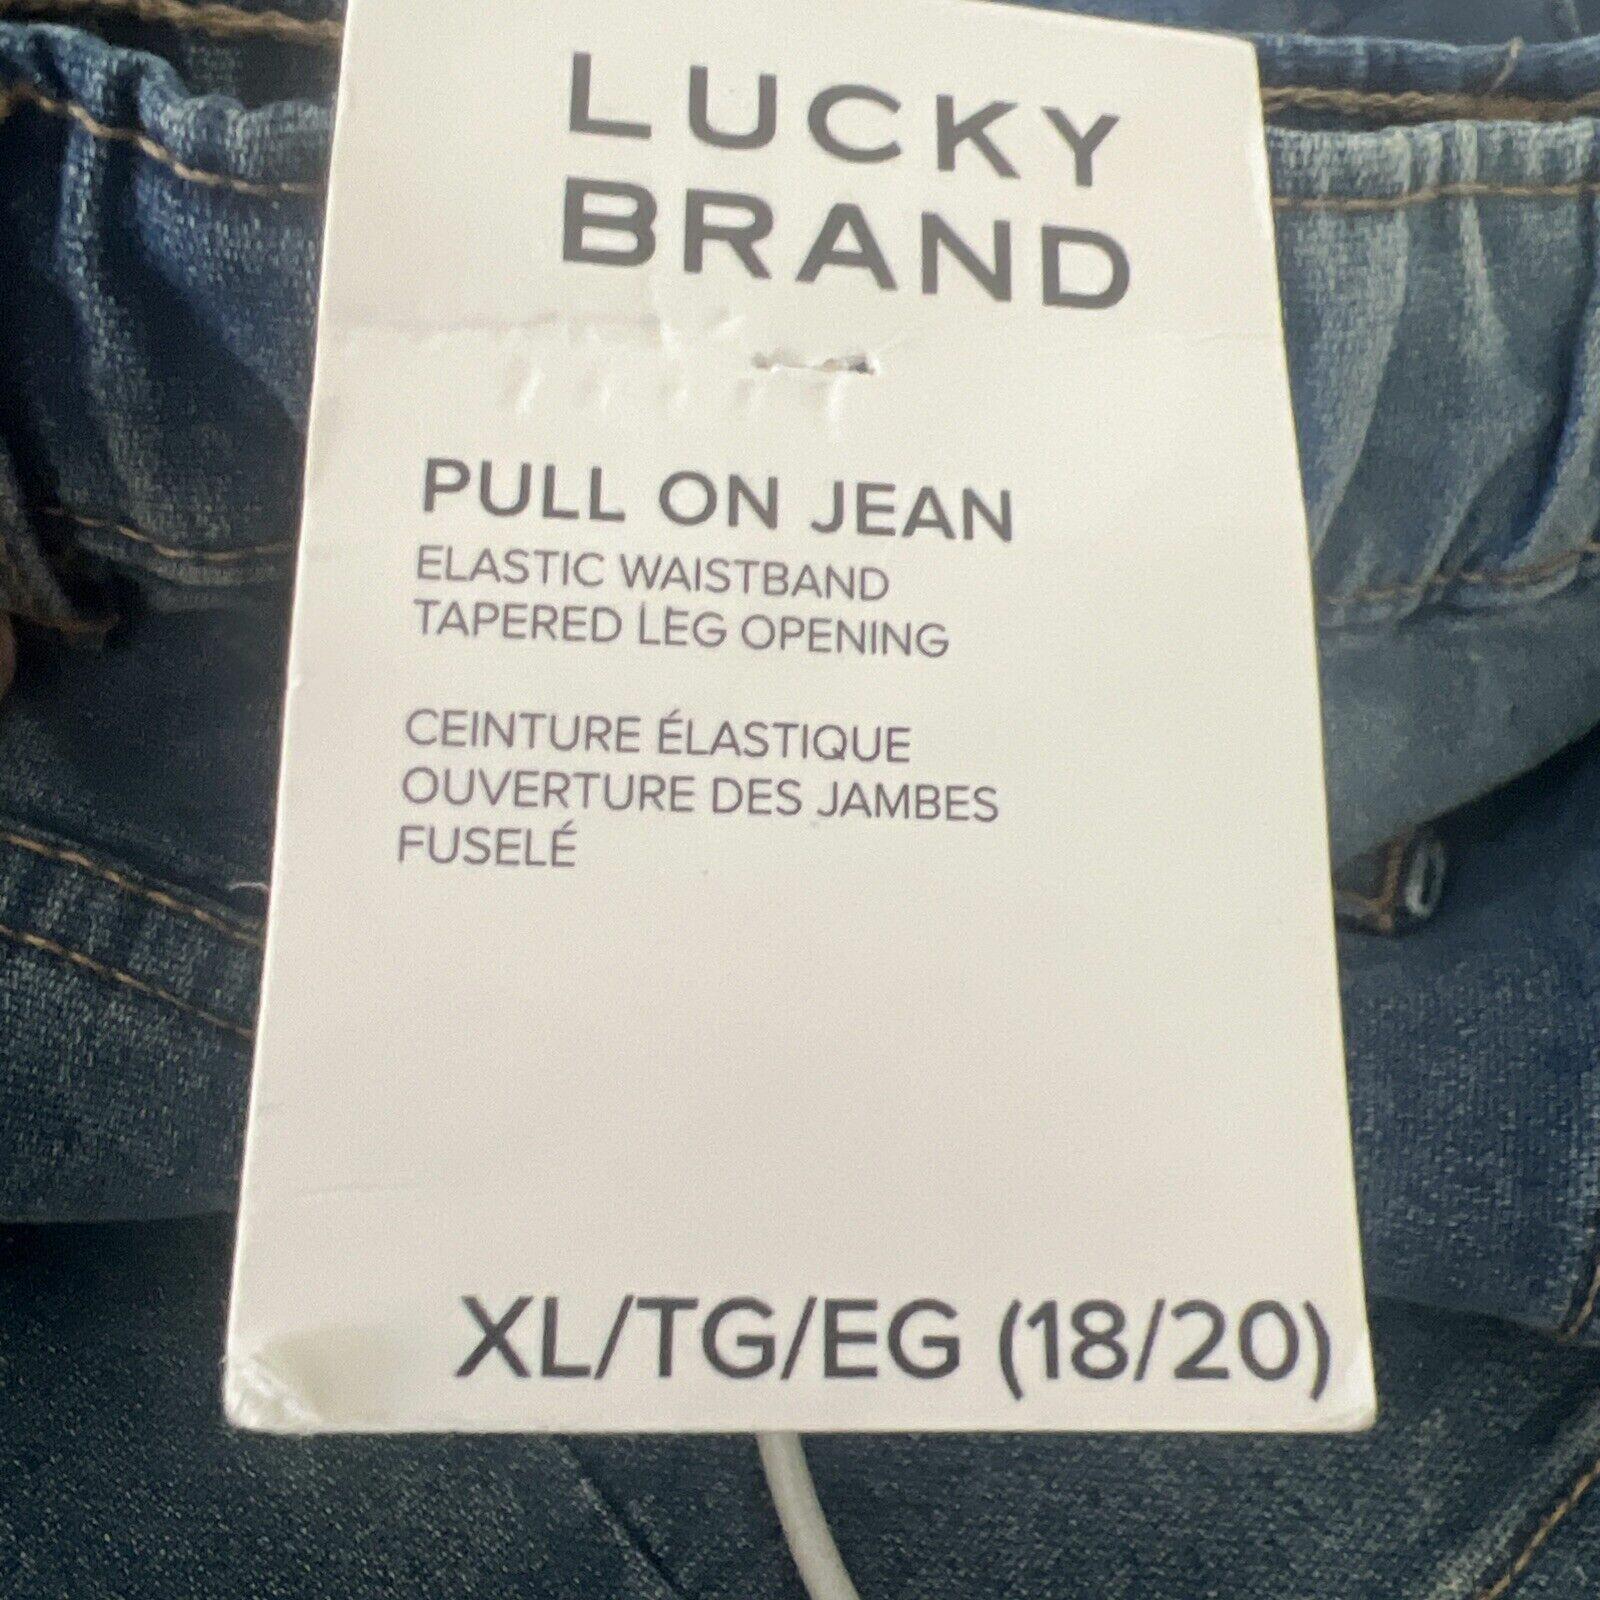 LUCKY
BRAND
PULL ON JEAN
ELASTIC WAISTBAND
TAPERED LEG OPENING
CEINTURE ÉLASTIQUE
OUVERTURE DES JAMBES
FUSELÉ
XL/TG/EG (18/20)